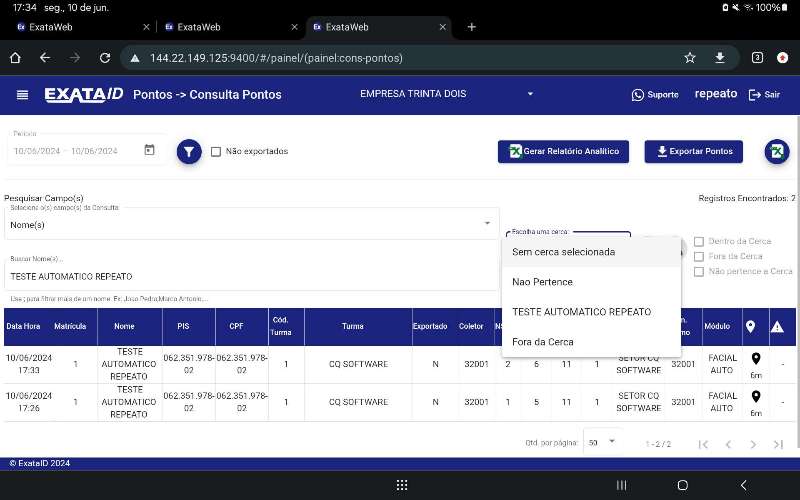 17:34 seg., 10 de jun.
100%
ExataWeb
ExataWeb
ExataWeb
144.22.149.125:9400/#/painel/(painel:cons-pontos)
3
EXATAID
Pontos -> Consulta Pontos
EMPRESA TRINTA DOIS
Suporte
repeato
Sair
Período
10/06/2024 – 10/06/2024
Não exportados
Gerar Relatório Analítico
Exportar Pontos
Pesquisar Campo(s)
Registros Encontrados: 2
Selecione o(s) campo(s) da Consulta:
Nome(s)
Escolha uma cerca:
Sem cerca selecionada
Nao Pertence
TESTE AUTOMATICO REPEATO
Fora da Cerca
Dentro da Cerca
Fora da Cerca
Não pertence a Cerca
Buscar Nome(s)...
TESTE AUTOMATICO REPEATO
Use ; para filtrar mais de um nome. Ex: Joao Pedro;Marco Antonio;...
Data Hora Matrícula Nome PIS CPF Cód. Turma Turma Exportado Coletor Módulo
10/06/2024 17:33 1 TESTE AUTOMATICO REPEATO 062.351.978-02 062.351.978-02 1 CQ SOFTWARE N 32001 2 6 11 1 SETOR CQ SOFTWARE 32001 FACIAL AUTO 6m -
10/06/2024 17:26 1 TESTE AUTOMATICO REPEATO 062.351.978-02 062.351.978-02 1 CQ SOFTWARE N 32001 1 5 11 1 SETOR CQ SOFTWARE 32001 FACIAL AUTO 6m -
Qtd. por página: 50 1 - 2 / 2
© ExataID 2024